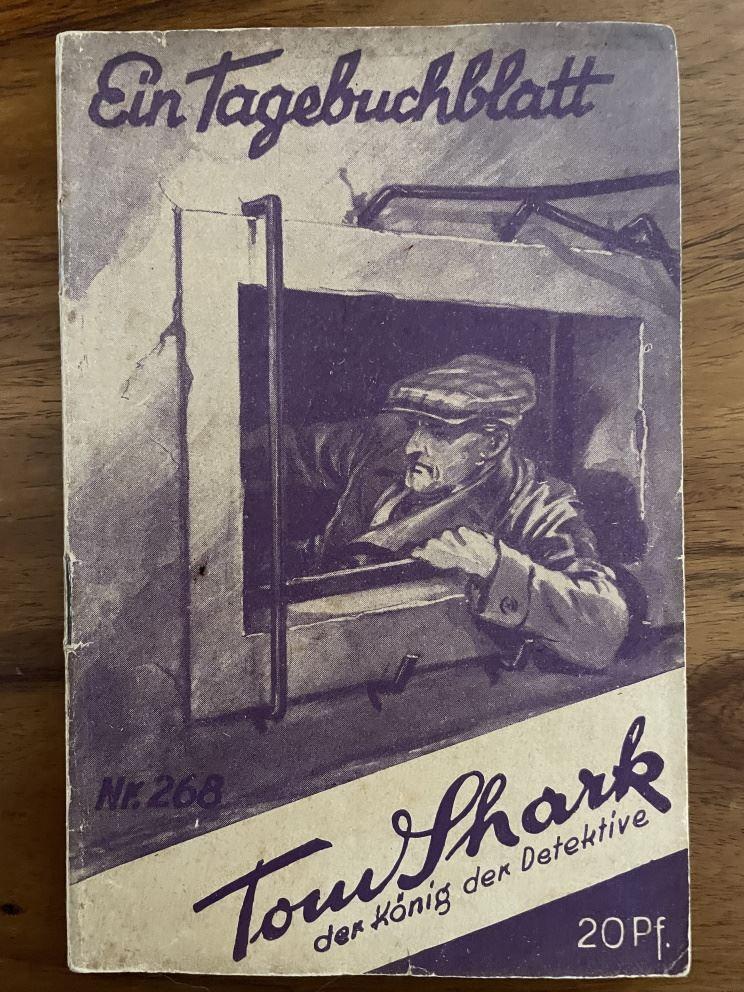 Ein Tagebuchblatt
Nr. 268
Tom Shark
der König der Detektive
20 Pf.